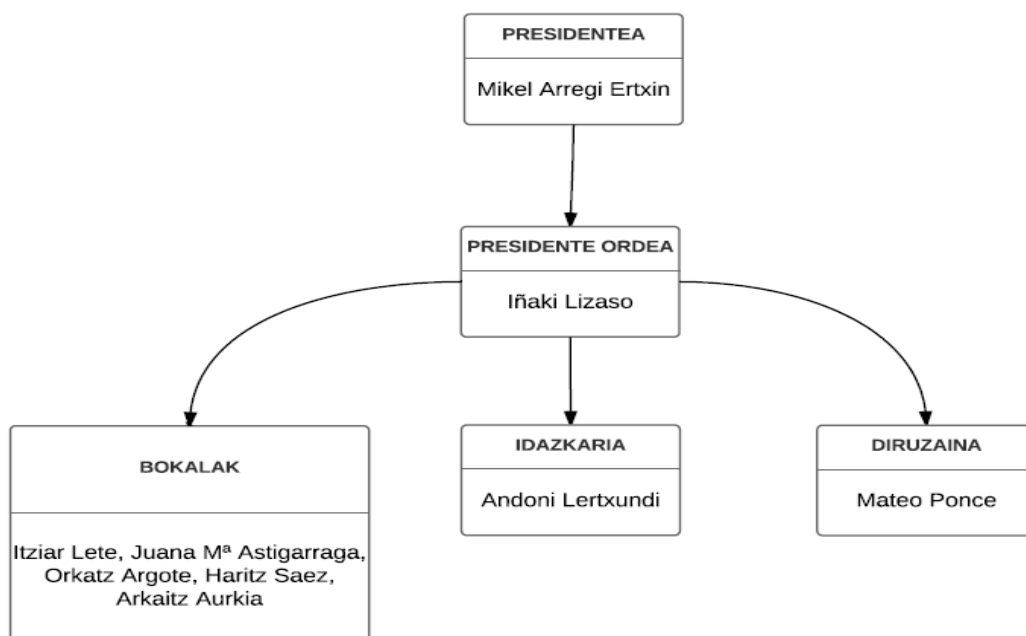 PRESIDENTEA
Mikel Arregi Ertxin
PRESIDENTE ORDEA
Iñaki Lizaso
BOKALAK
Itziar Lete, Juana Mª Astigarraga,
Orkatz Argote, Haritz Saez,
Arkaitz Aurkia
IDAZKARIA
Andoni Lertxundi
DIRUZAINA
Mateo Ponce